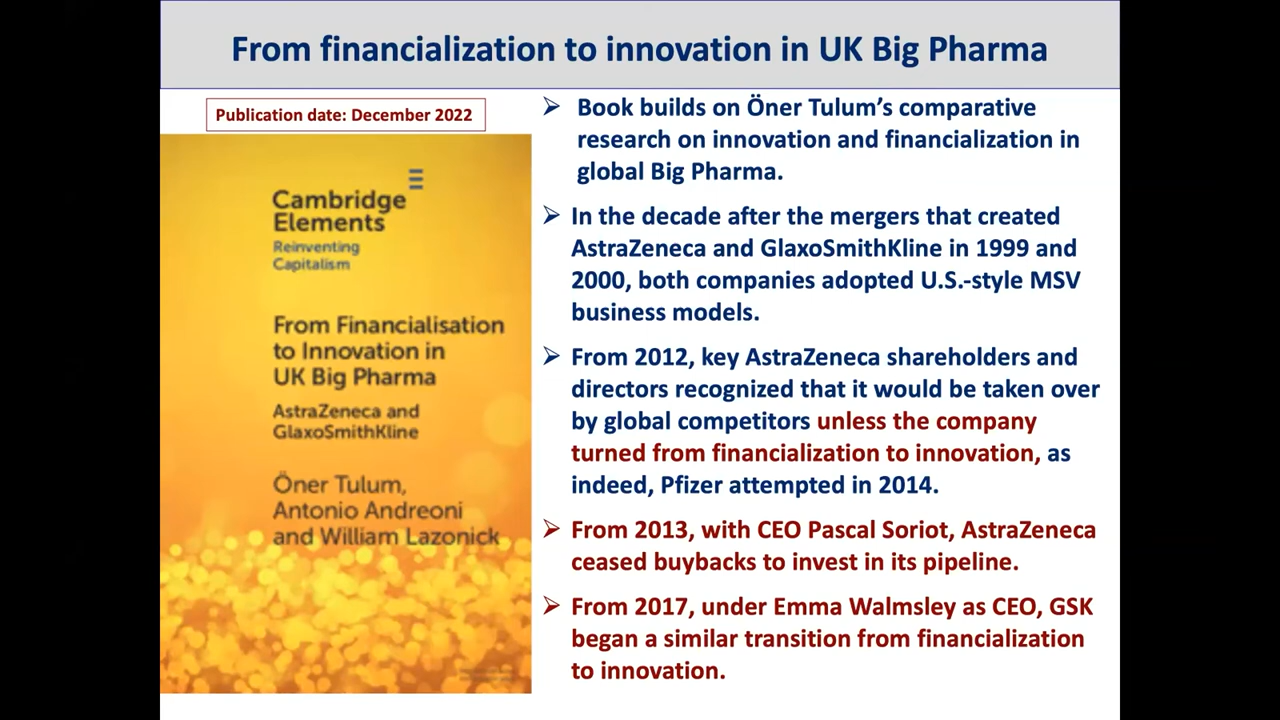 From financialization to innovation in UK Big Pharma
Publication date: December 2022
Cambridge
Elements
Reinventing
Capitalism
From Financialisation
to Innovation in
UK Big Pharma
AstraZeneca and
GlaxoSmithKline
Öner Tulum,
Antonio Andreoni
and William Lazonick
➢ Book builds on Öner Tulum’s comparative
research on innovation and financialization in
global Big Pharma.
➢ In the decade after the mergers that created
AstraZeneca and GlaxoSmithKline in 1999 and
2000, both companies adopted U.S.-style MSV
business models.
➢ From 2012, key AstraZeneca shareholders and
directors recognized that it would be taken over
by global competitors unless the company
turned from financialization to innovation, as
indeed, Pfizer attempted in 2014.
➢ From 2013, with CEO Pascal Soriot, AstraZeneca
ceased buybacks to invest in its pipeline.
➢ From 2017, under Emma Walmsley as CEO, GSK
began a similar transition from financialization
to innovation.